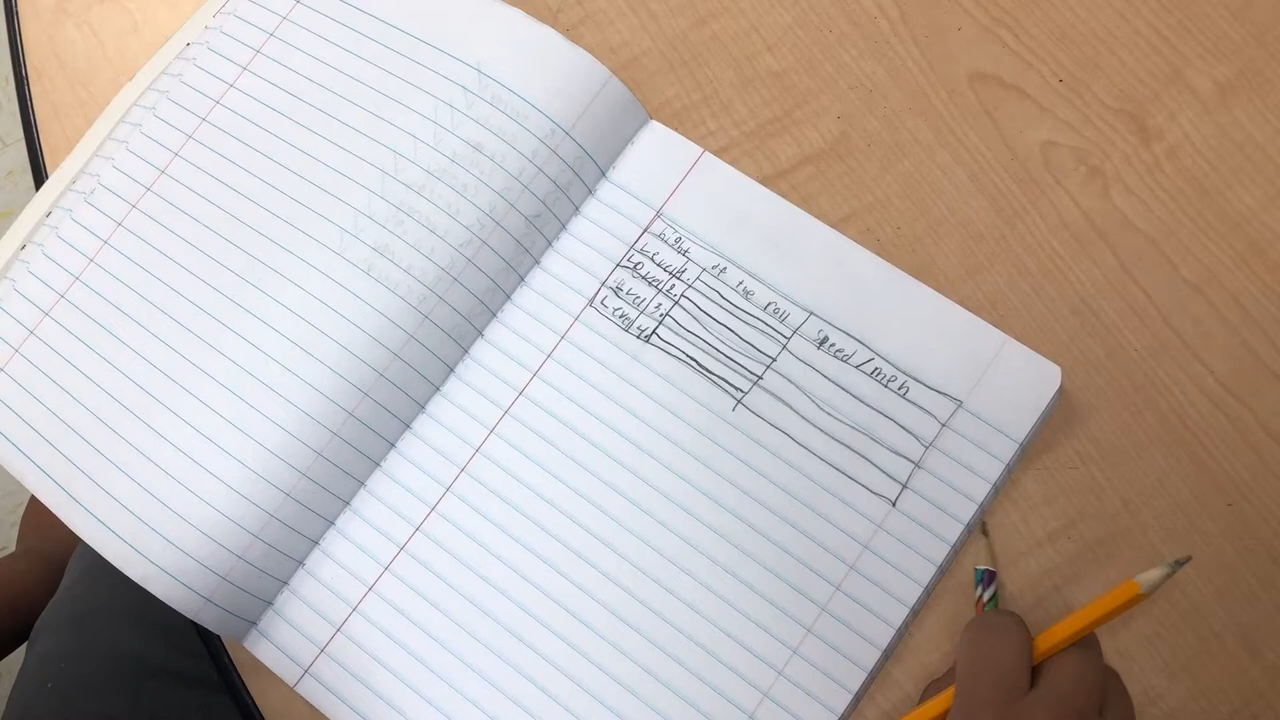 hight of the roll speed/mph
Level 1.
Level 2.
Level 3.
Level 4.